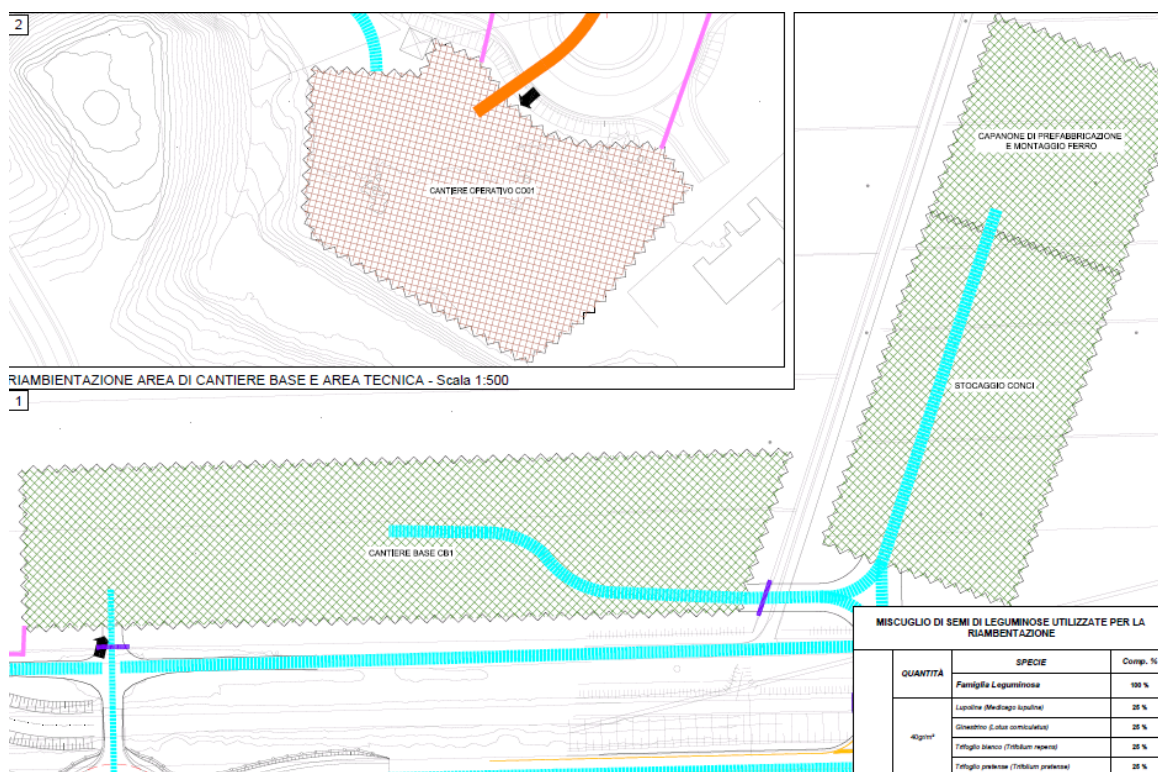 2
CANTIERE OPERATIVO CO01
CAPANONE DI PREFABBRICAZIONE
E MONTAGGIO FERRO
RIAMBIENTAZIONE AREA DI CANTIERE BASE E AREA TECNICA - Scala 1:500
1
STOCAGGIO CONCI
CANTIERE BASE CB1
MISCUGLIO DI SEMI DI LEGUMINOSE UTILIZZATE PER LA
RIAMBENTAZIONE
QUANTITÀ SPECIE Comp. %
Famiglia Leguminosa 100 %
40gr/m² Lupolina (Medicago lupulina) 25 %
Ginestrino (Lotus corniculatus) 25 %
Trifoglio bianco (Trifolium repens) 25 %
Trifoglio pratense (Trifolium pratense) 25 %